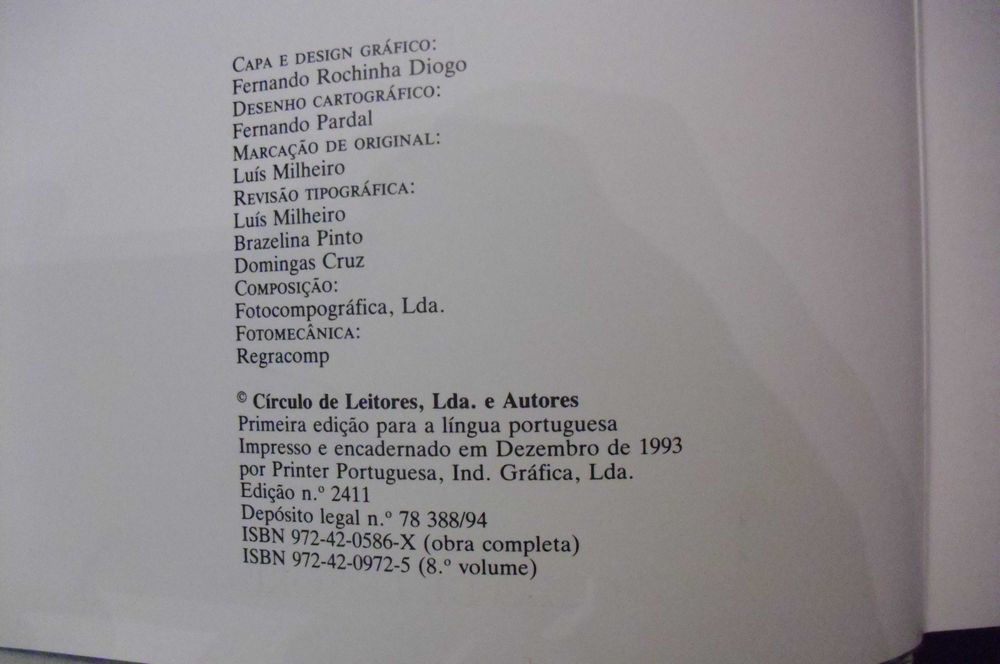 CAPA E DESIGN GRÁFICO:
Fernando Rochinha Diogo
DESENHO CARTOGRÁFICO:
Fernando Pardal
MARCAÇÃO DE ORIGINAL:
Luís Milheiro
REVISÃO TIPOGRÁFICA:
Luís Milheiro
Brazelina Pinto
Domingas Cruz
COMPOSIÇÃO:
Fotocompográfica, Lda.
FOTOMECÂNICA:
Regracomp
© Círculo de Leitores, Lda. e Autores
Primeira edição para a língua portuguesa
Impresso e encadernado em Dezembro de 1993
por Printer Portuguesa, Ind. Gráfica, Lda.
Edição n.º 2411
Depósito legal n.º 78 388/94
ISBN 972-42-0586-X (obra completa)
ISBN 972-42-0972-5 (8.º volume)